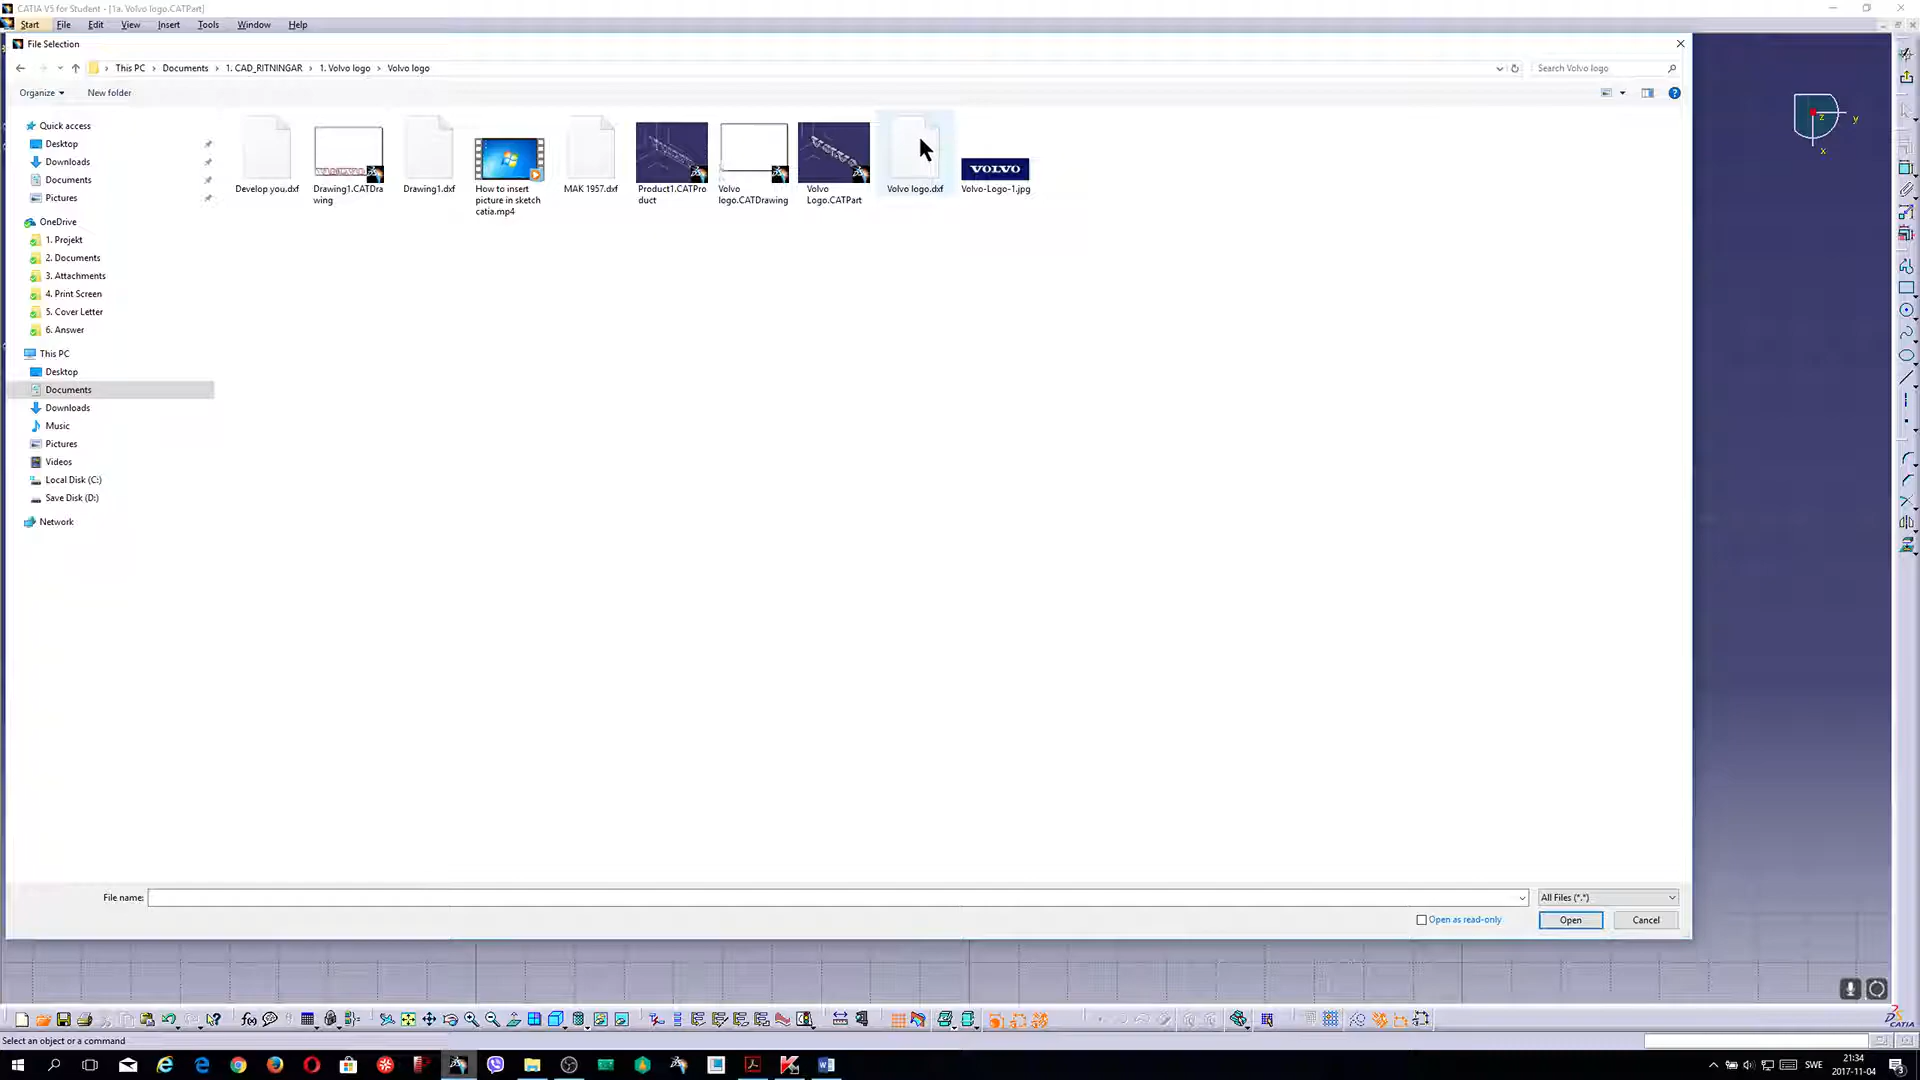 CATIA V5 for Student - [1a. Volvo logo.CATPart]
Start File Edit View Insert Tools Window Help
File Selection
This PC > Documents > 1. CAD_RITNINGAR > 1. Volvo logo > Volvo logo
Search Volvo logo
Organize New folder
Quick access
Desktop
Downloads
Documents
Pictures
OneDrive
1. Projekt
2. Documents
3. Attachments
4. Print Screen
5. Cover Letter
6. Answer
This PC
Desktop
Documents
Downloads
Music
Pictures
Videos
Local Disk (C:)
Save Disk (D:)
Network
Develop you.dxf
Drawing1.CATDra
wing
Drawing1.dxf
How to insert
picture in sketch
catia.mp4
MAK 1957.dxf
Product1.CATPro
duct
Volvo
logo.CATDrawing
Volvo
Logo.CATPart
Volvo logo.dxf
VOLVO
Volvo-Logo-1.jpg
z
y
x
File name:
All Files (*.*)
Open as read-only
Open
Cancel
f(x)
CATIA
Select an object or a command
SWE
21:34
2017-11-04